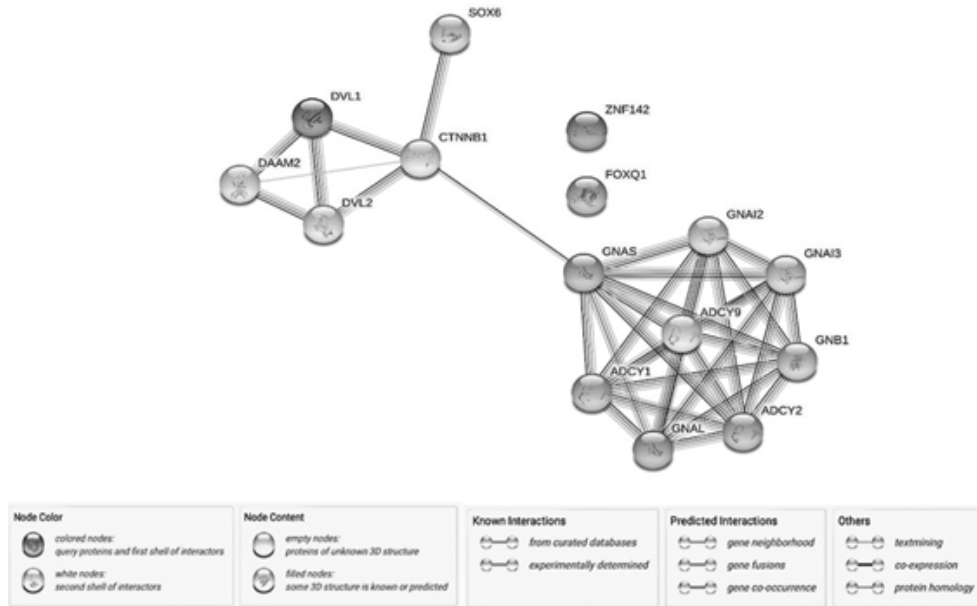 SOX6
DVL1
ZNF142
CTNNB1
DAAM2
FOXQ1
DVL2
GNAI2
GNAS
GNAI3
ADCY9
GNB1
ADCY1
ADCY2
GNAL
Node Color
colored nodes:
query proteins and first shell of interactors
white nodes:
second shell of interactors
Node Content
empty nodes:
proteins of unknown 3D structure
filled nodes:
some 3D structure is known or predicted
Known Interactions
from curated databases
experimentally determined
Predicted Interactions
gene neighborhood
gene fusions
gene co-occurrence
Others
textmining
co-expression
protein homology